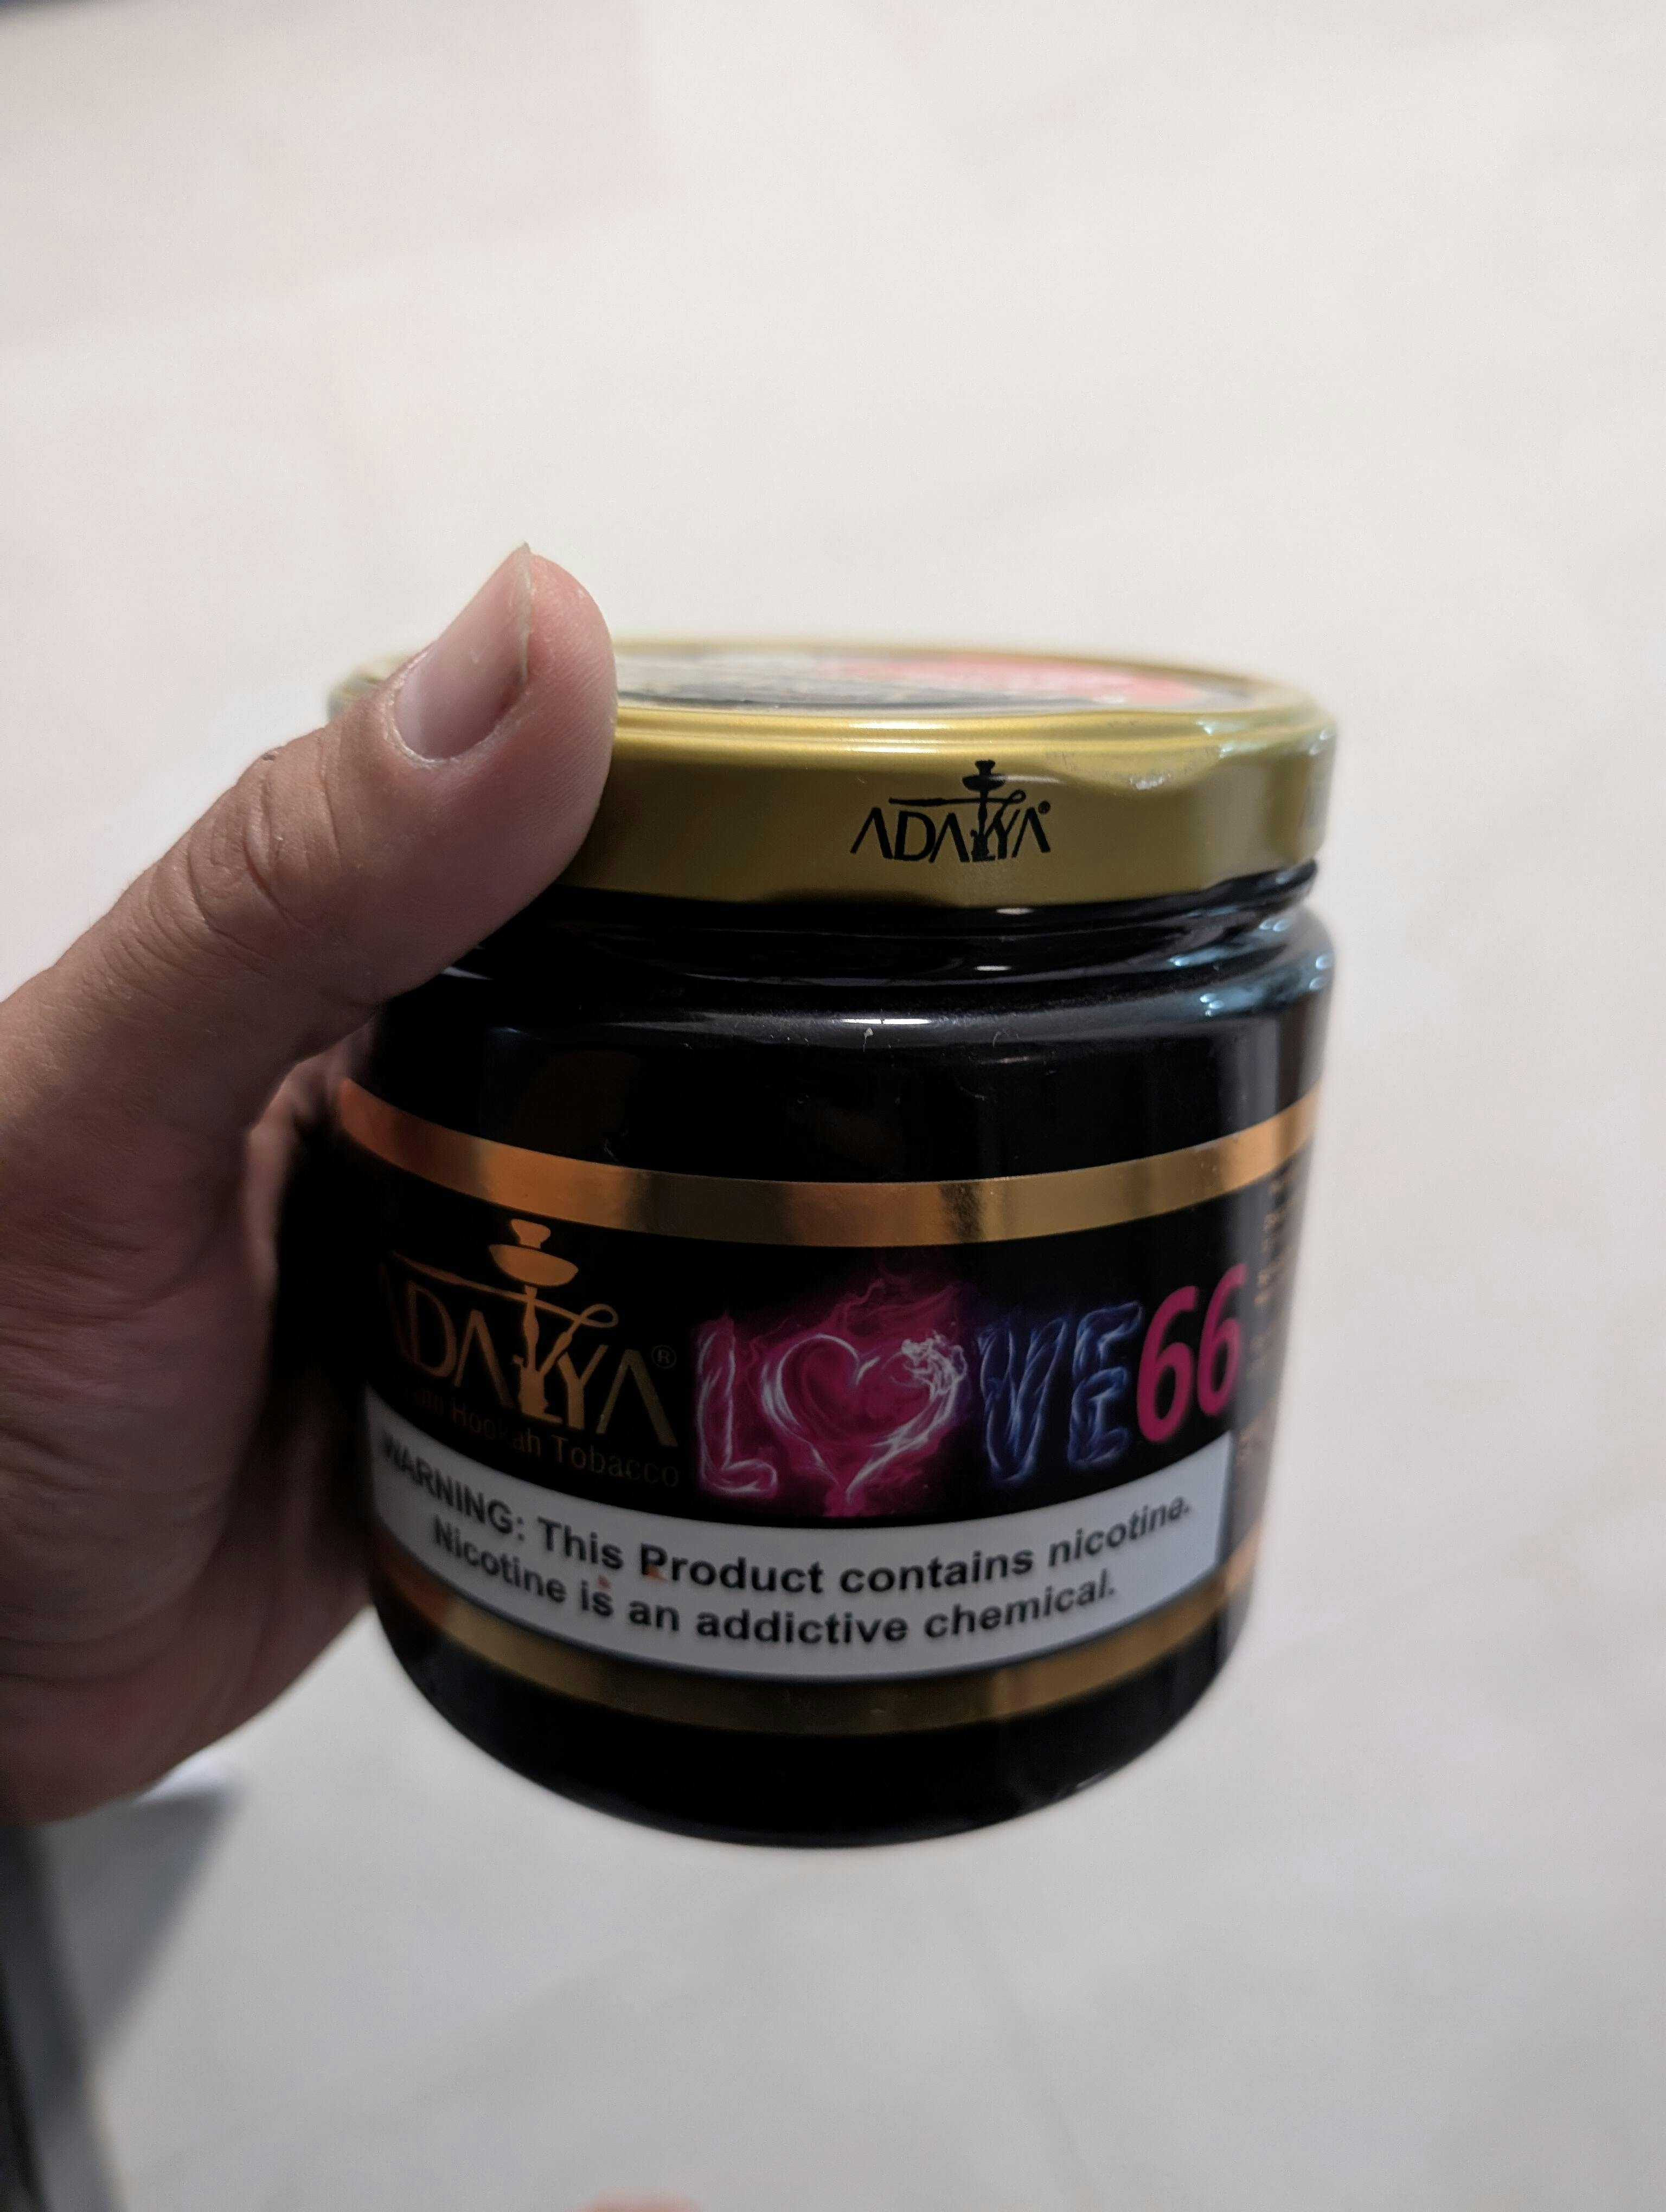 ADALYA®
ADALYA®
Hookah Tobacco
LOVE66
WARNING: This Product contains nicotine.
Nicotine is an addictive chemical.